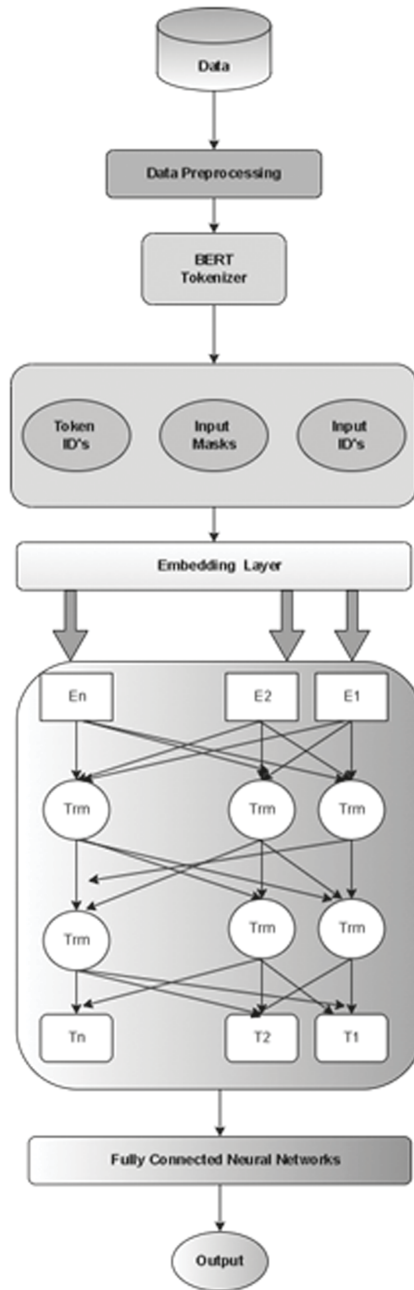 Data
Data Preprocessing
BERT
Tokenizer
Token
ID's
Input
Masks
Input
ID's
Embedding Layer
En
E2
E1
Trm
Trm
Trm
Trm
Trm
Trm
Tn
T2
T1
Fully Connected Neural Networks
Output